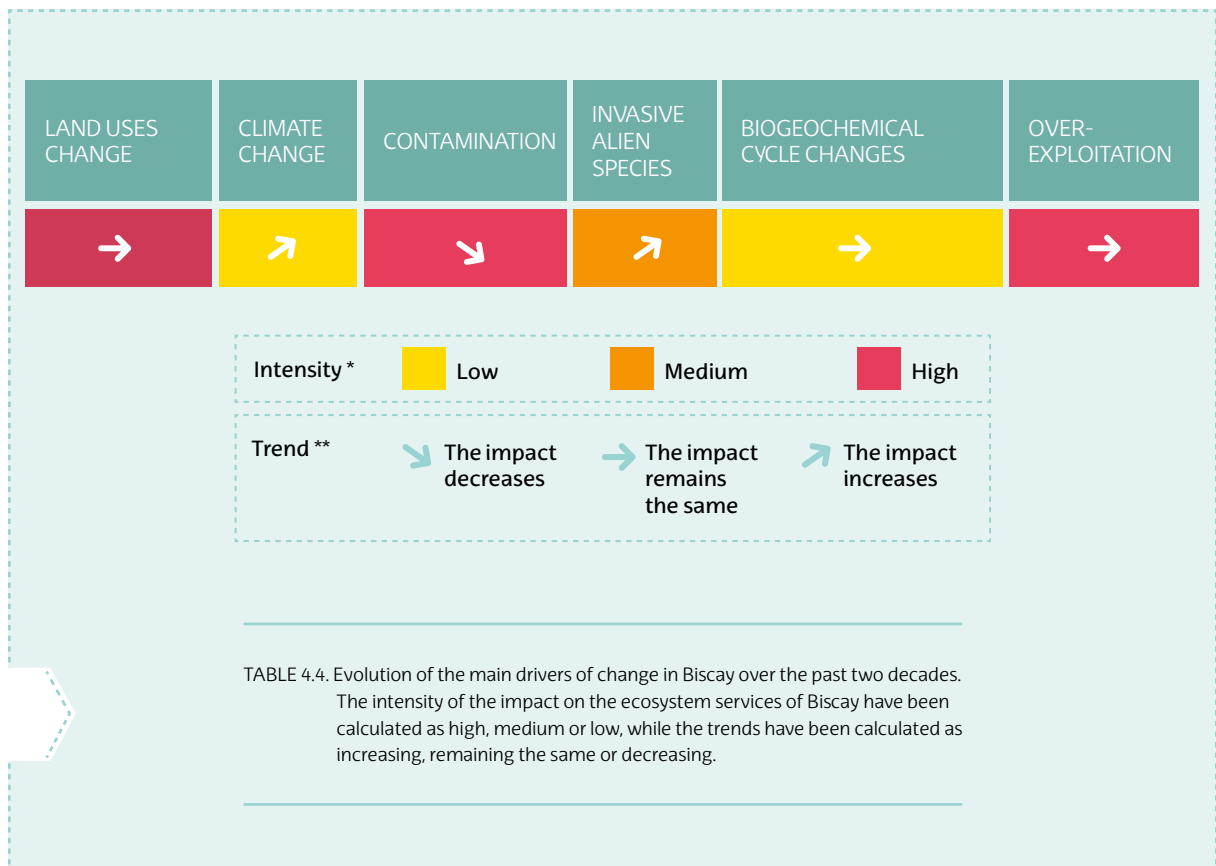 LAND USES
CHANGE
CLIMATE
CHANGE
CONTAMINATION
INVASIVE
ALIEN
SPECIES
BIOGEOCHEMICAL
CYCLE CHANGES
OVER-
EXPLOITATION
Intensity *
Low
Medium
High
Trend **
The impact
decreases
The impact
remains
the same
The impact
increases
TABLE 4.4. Evolution of the main drivers of change in Biscay over the past two decades.
The intensity of the impact on the ecosystem services of Biscay have been
calculated as high, medium or low, while the trends have been calculated as
increasing, remaining the same or decreasing.